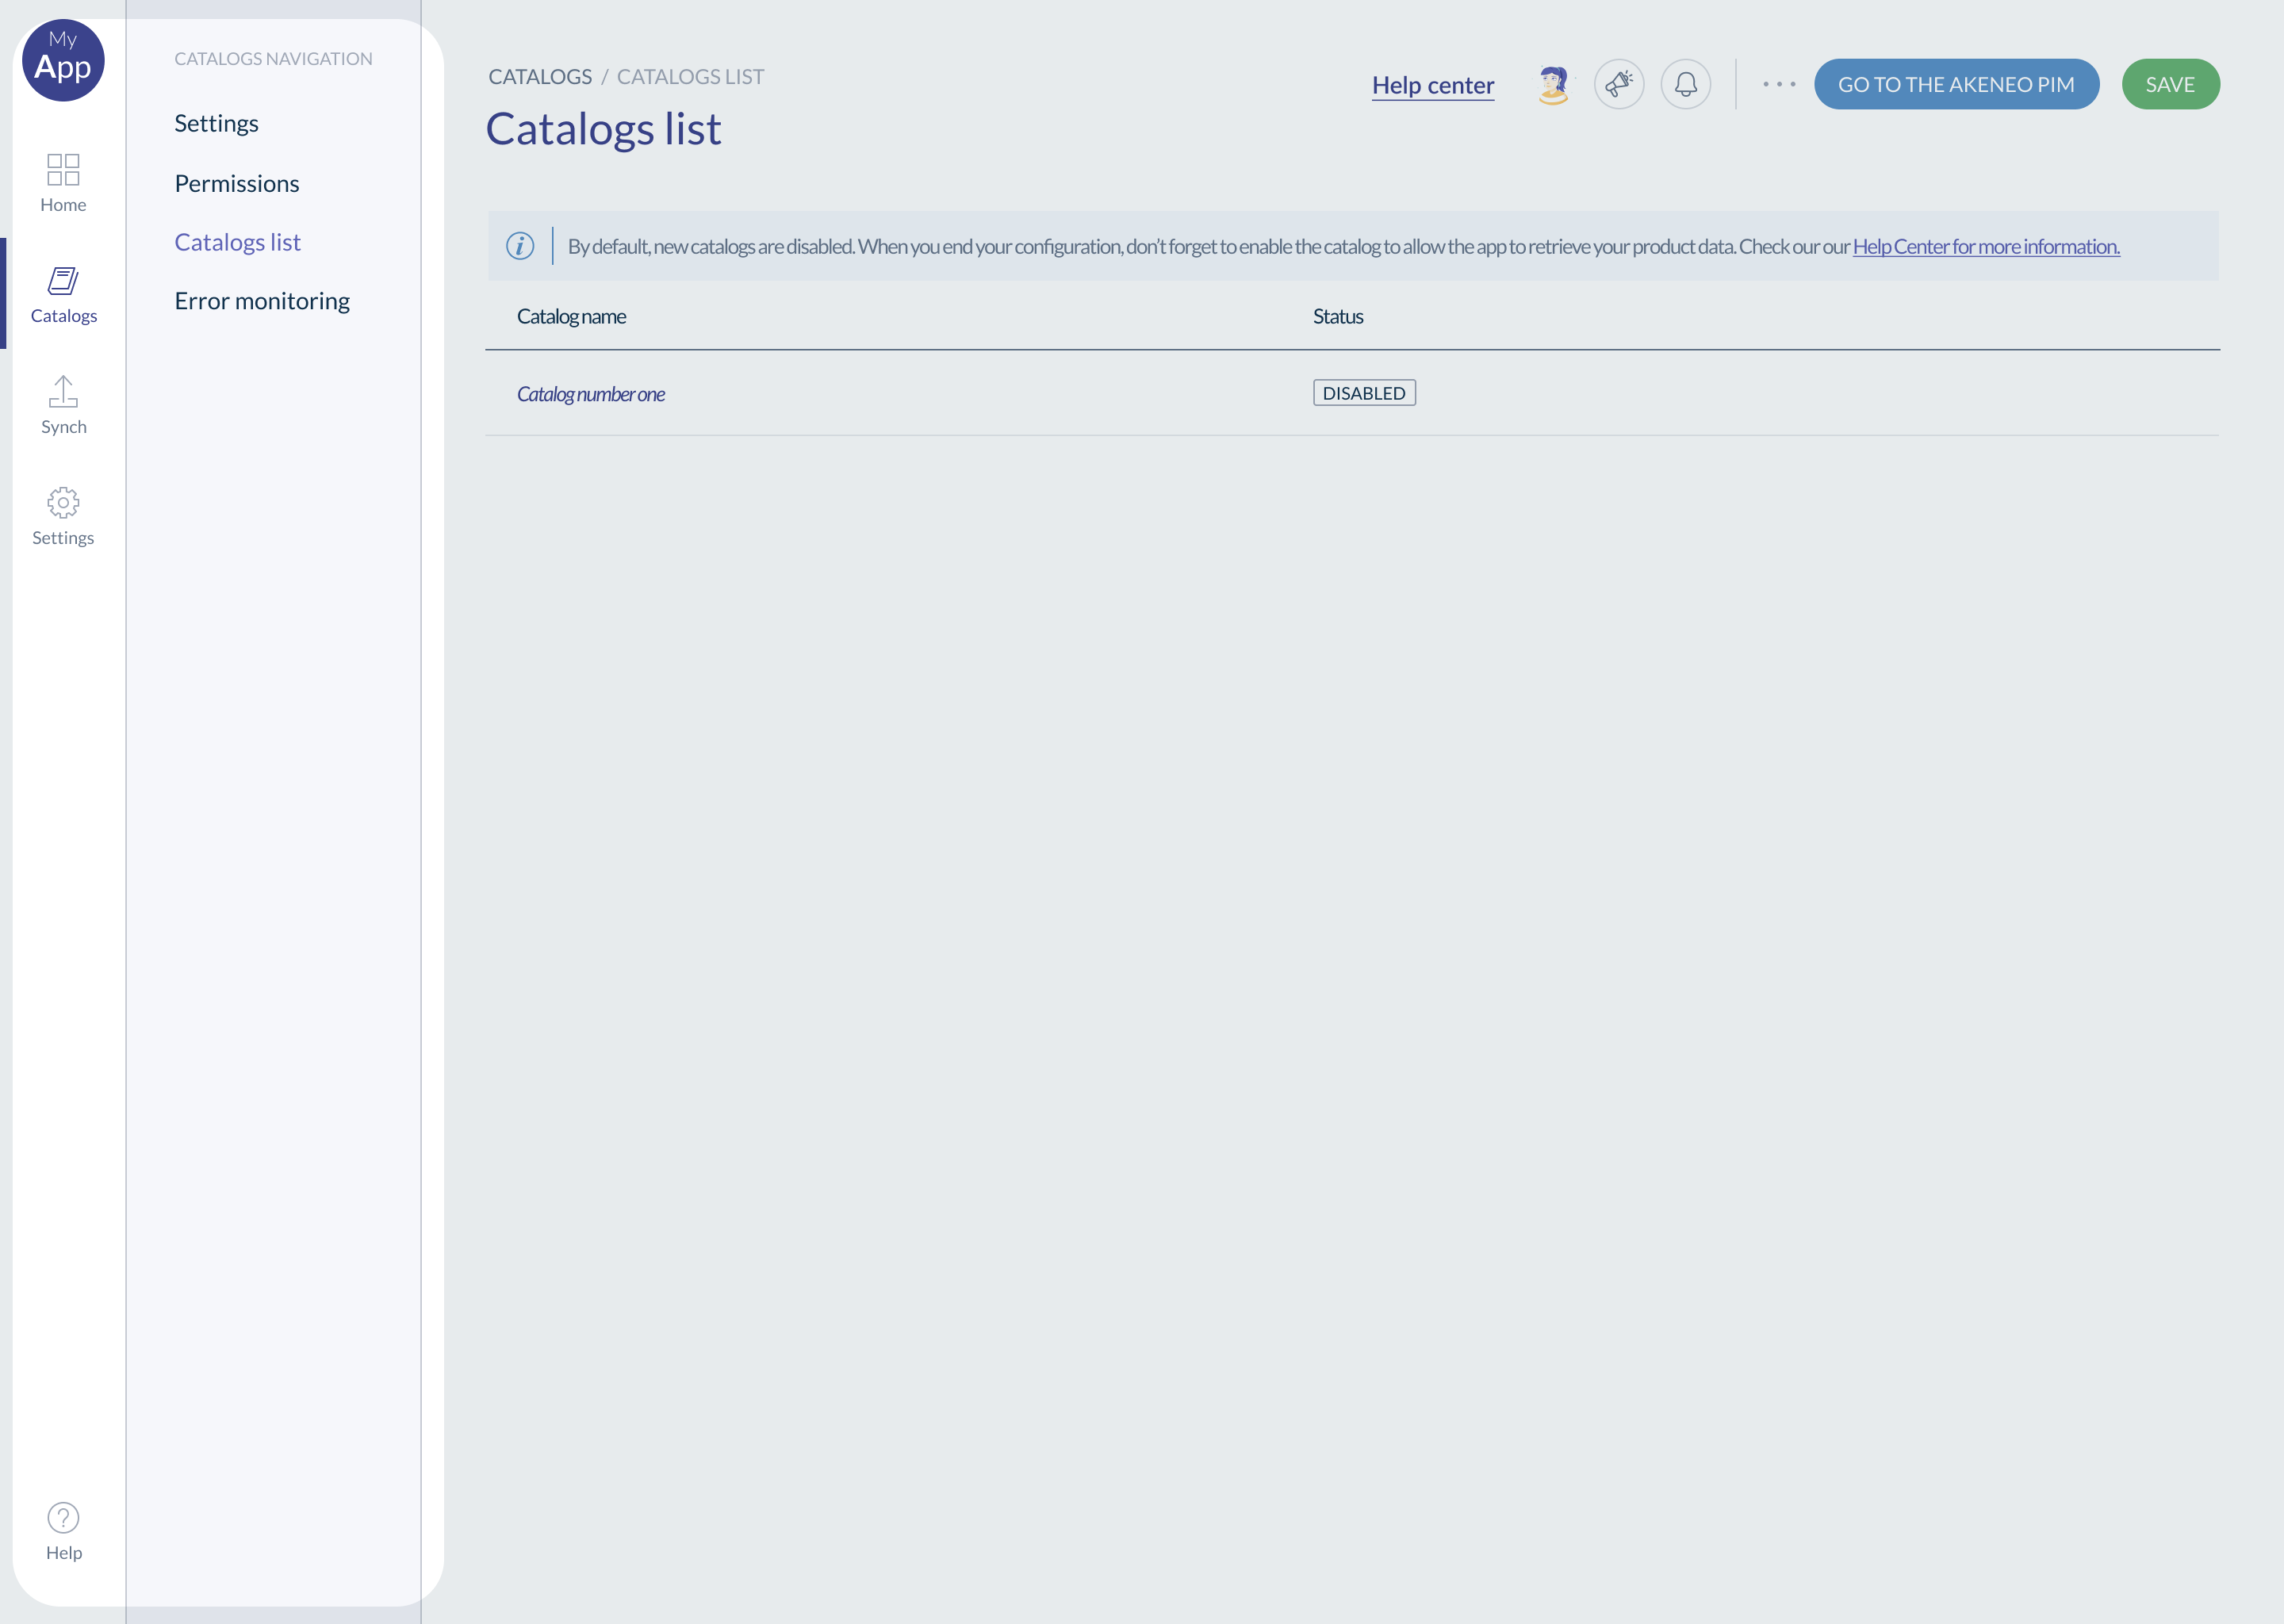 My
App
Home
Catalogs
Synch
Settings
Help
CATALOGS NAVIGATION
Settings
Permissions
Catalogs list
Error monitoring
CATALOGS / CATALOGS LIST
Catalogs list
Help center
GO TO THE AKENEO PIM
SAVE
By default, new catalogs are disabled. When you end your configuration, don’t forget to enable the catalog to allow the app to retrieve your product data. Check our our Help Center for more information.
Catalog name Status
Catalog number one DISABLED